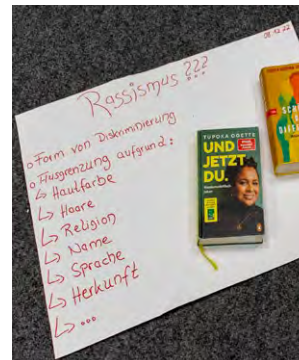 08.12.22
Rassismus???
o Form von Diskriminierung
o Ausgrenzung aufgrund:
↳ Hautfarbe
↳ Haare
↳ Religion
↳ Name
↳ Sprache
↳ Herkunft
↳ ...
TUPOKA OGETTE
UND
JETZT
DU.